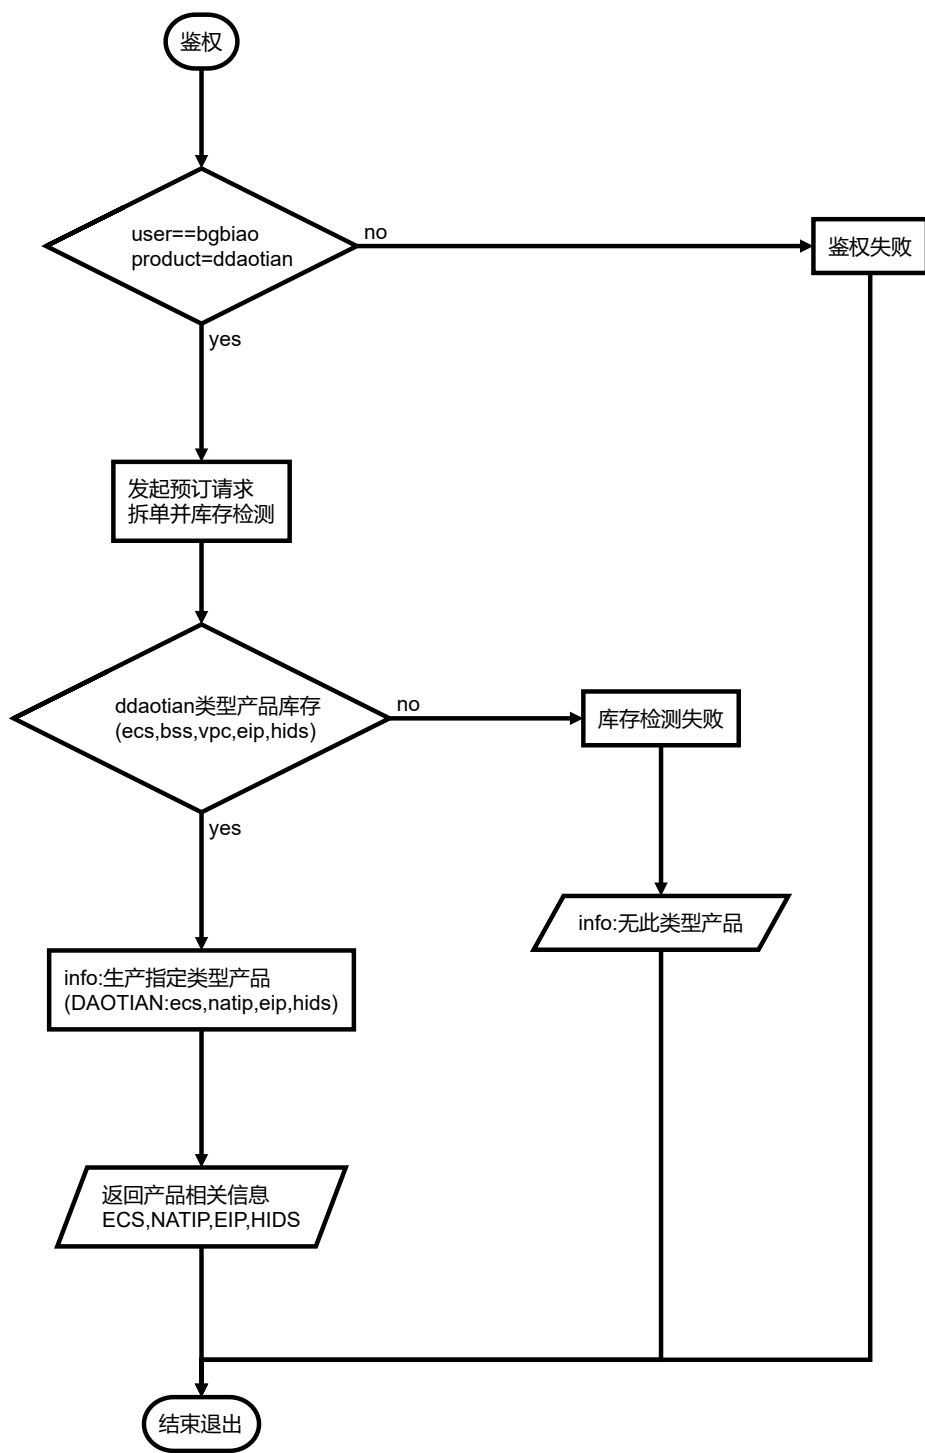 鉴权
user==bgbiao
product=ddaotian
no
鉴权失败
yes
发起预订请求
拆单并库存检测
ddaotian类型产品库存
(ecs,bss,vpc,eip,hids)
no
库存检测失败
yes
info:无此类型产品
info:生产指定类型产品
(DAOTIAN:ecs,natip,eip,hids)
返回产品相关信息
ECS,NATIP,EIP,HIDS
结束退出